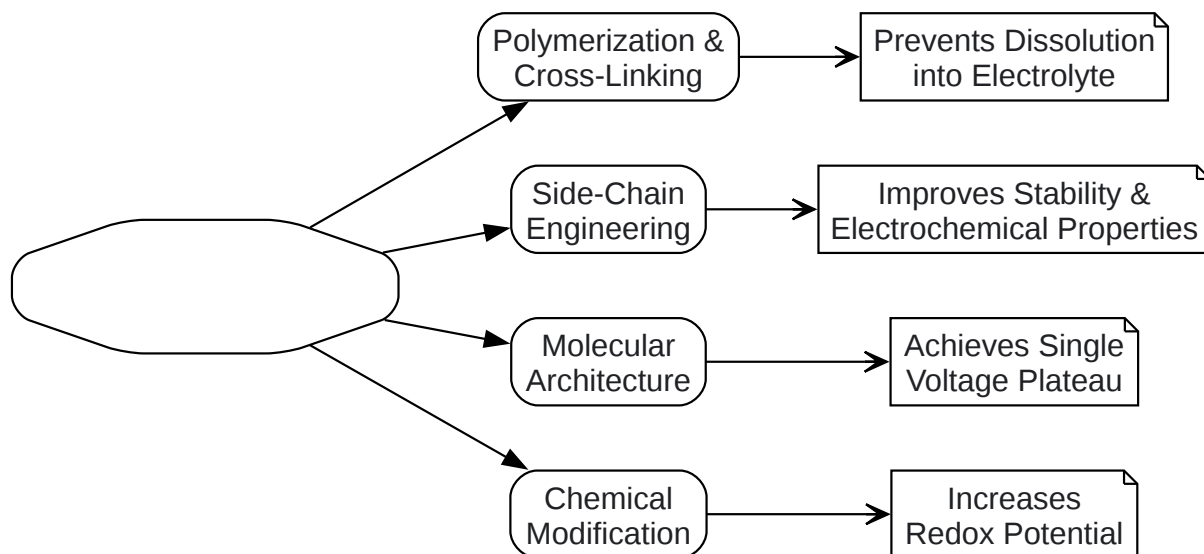 Polymerization &
Cross-Linking
Prevents Dissolution
into Electrolyte
Side-Chain
Engineering
Improves Stability &
Electrochemical Properties
Molecular
Architecture
Achieves Single
Voltage Plateau
Chemical
Modification
Increases
Redox Potential